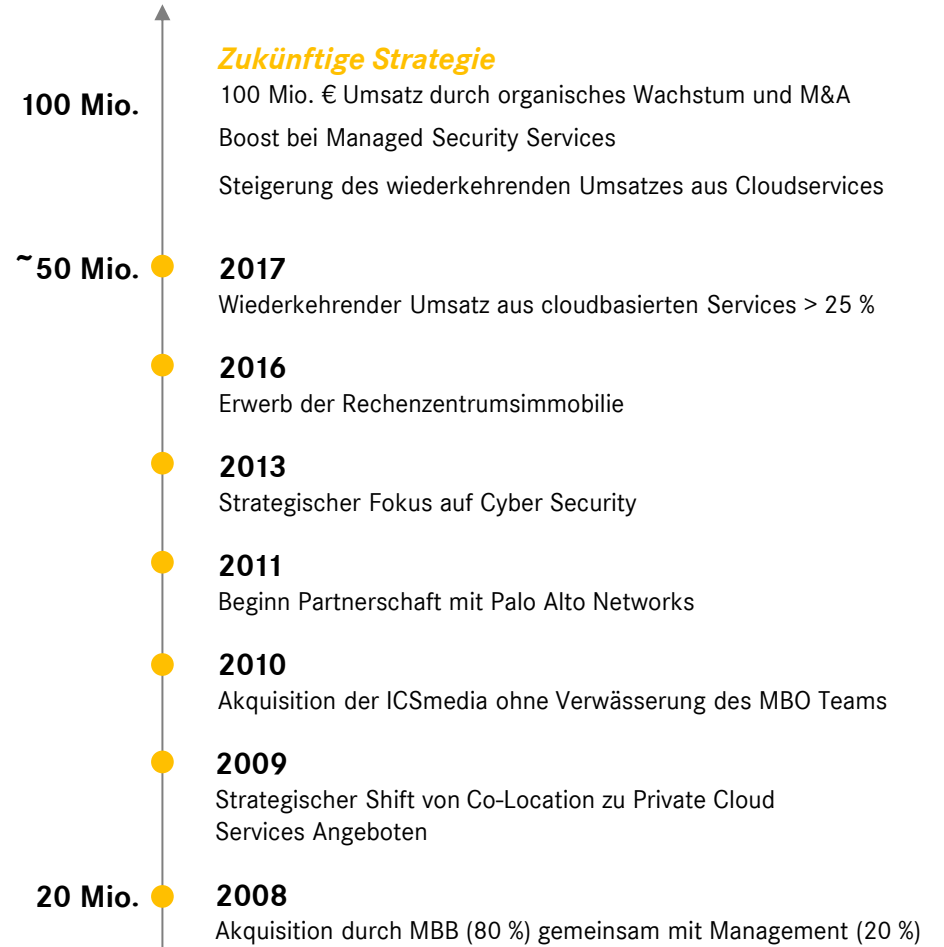 Zukünftige Strategie
100 Mio.
100 Mio. € Umsatz durch organisches Wachstum und M&A
Boost bei Managed Security Services
Steigerung des wiederkehrenden Umsatzes aus Cloudservices
~50 Mio.
2017
Wiederkehrender Umsatz aus cloudbasierten Services > 25 %
2016
Erwerb der Rechenzentrumsimmobilie
2013
Strategischer Fokus auf Cyber Security
2011
Beginn Partnerschaft mit Palo Alto Networks
2010
Akquisition der ICSmedia ohne Verwässerung des MBO Teams
2009
Strategischer Shift von Co-Location zu Private Cloud
Services Angeboten
20 Mio.
2008
Akquisition durch MBB (80 %) gemeinsam mit Management (20 %)